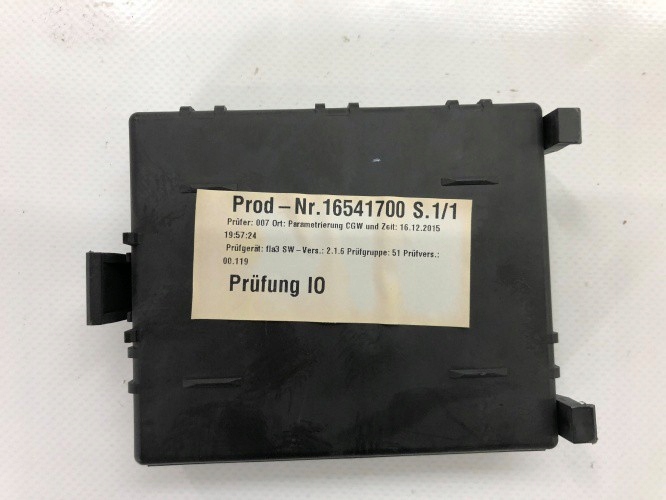 Prod – Nr.16541700 S.1/1
Prüfer: 007 Ort: Parametrierung CGW und Zeit: 16.12.2015
19:57:24
Prüfgerät: fla3 SW – Vers.: 2.1.6 Prüfgruppe: 51 Prüfvers.:
00.119
Prüfung IO